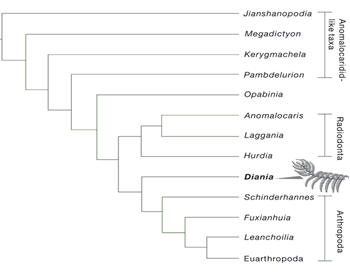 Jianshanopodia
Megadictyon
Kerygmachela
Pambdelurion
Opabinia
Anomalocaris
Laggania
Hurdia
Diania
Schinderhannes
Fuxianhuia
Leanchoilia
Euarthropoda
Anomalocaridid-
like taxa
Radiodonta
Arthropoda